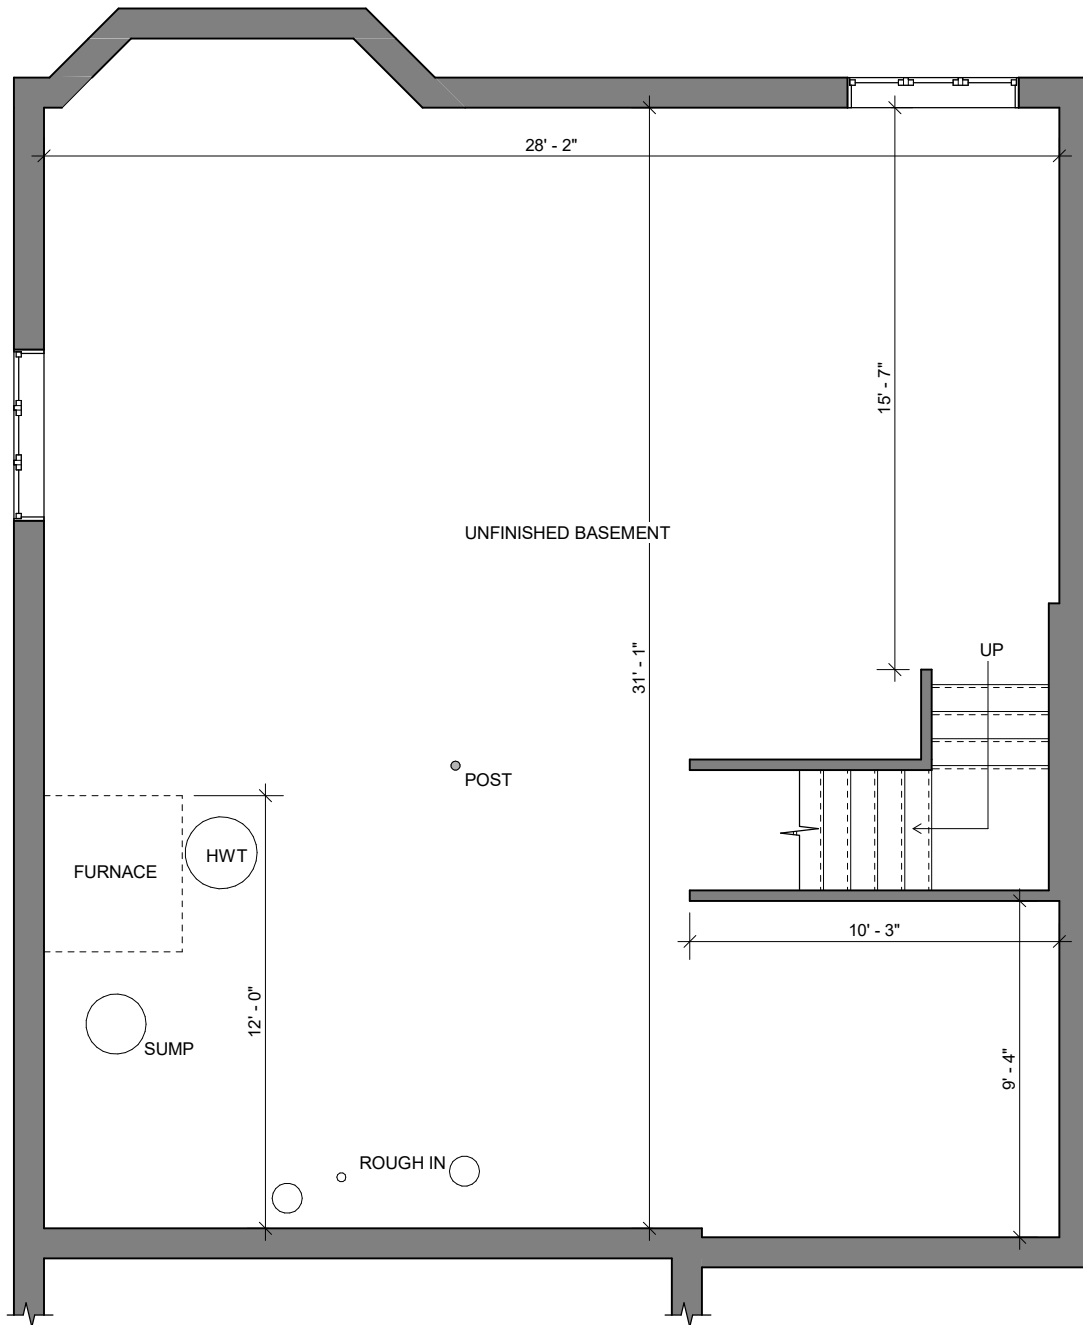 28' - 2"
15' - 7"
UNFINISHED BASEMENT
31' - 1"
UP
POST
HWT
FURNACE
10' - 3"
12' - 0"
SUMP
9' - 4"
ROUGH IN